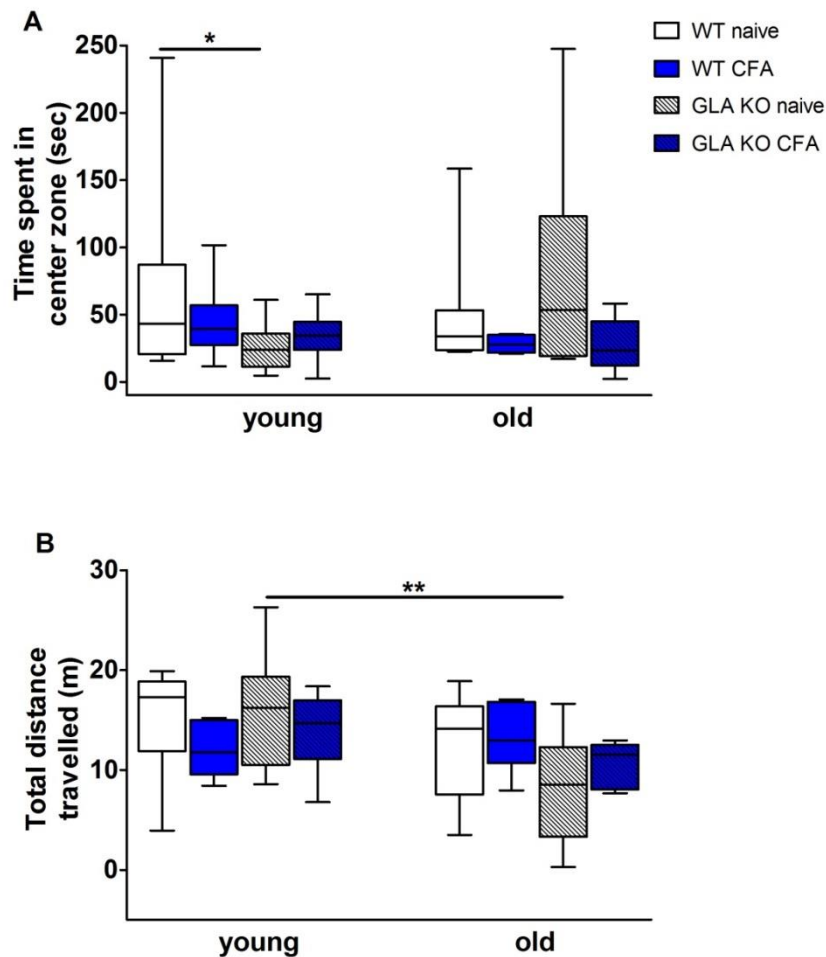 A
Time spent in
center zone (sec)
250
200
150
100
50
0
*
young
old
WT naive
WT CFA
GLA KO naive
GLA KO CFA
B
Total distance
travelled (m)
30
20
10
0
**
young
old